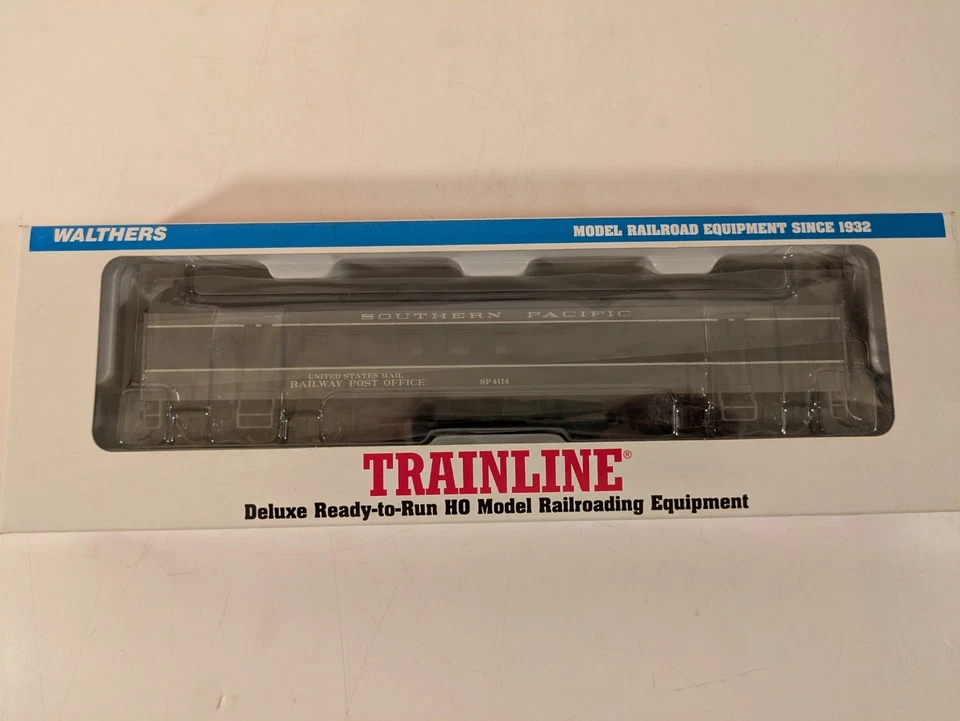 WALTHERS
MODEL RAILROAD EQUIPMENT SINCE 1932
SOUTHERN PACIFIC
UNITED STATES MAIL
RAILWAY POST OFFICE
SP 4114
TRAINLINE®
Deluxe Ready-to-Run HO Model Railroading Equipment